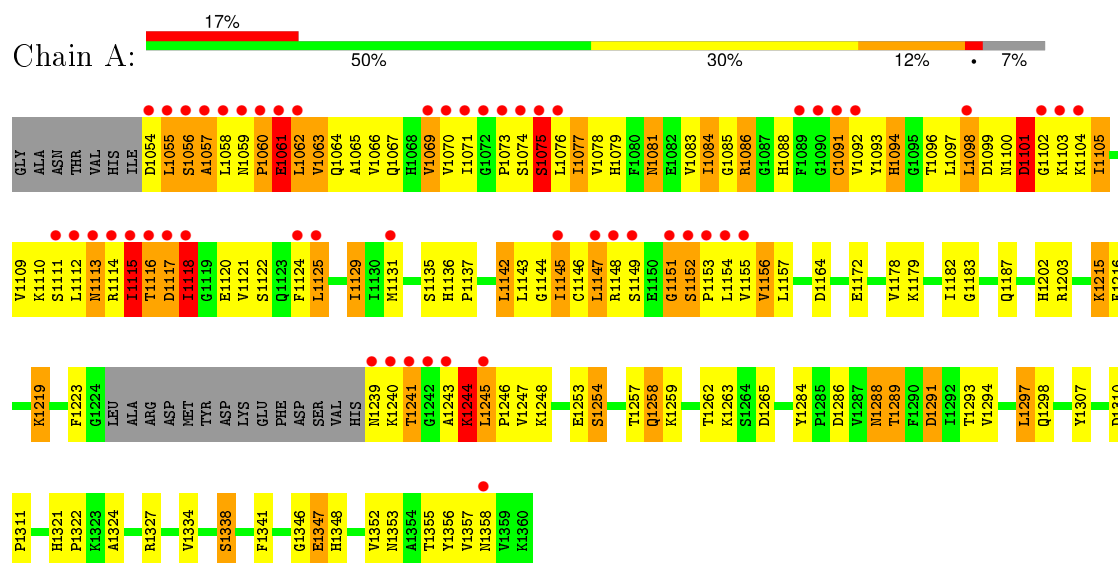 17%
Chain A:
50% 30% 12% • 7%
GLY ALA ASN THR VAL HIS ILE D1054 L1055 S1056 A1057 L1058 N1059 P1060 E1061 L1062 V1063 Q1064 A1065 V1066 Q1067 H1068 V1069 V1070 I1071 G1072 P1073 S1074 S1075 L1076 I1077 V1078 H1079 F1080 N1081 E1082 V1083 I1084 G1085 R1086 G1087 H1088 F1089 G1090 C1091 V1092 Y1093 H1094 G1095 T1096 L1097 L1098 D1099 N1100 D1101 G1102 K1103 K1104 I1105
V1109 K1110 S1111 L1112 N1113 R1114 I1115 T1116 D1117 I1118 G1119 E1120 V1121 S1122 Q1123 F1124 L1125 I1129 I1130 M1131 S1135 H1136 P1137 L1142 L1143 G1144 I1145 C1146 L1147 R1148 S1149 E1150 G1151 S1152 P1153 L1154 V1155 V1156 L1157 D1164 E1172 V1178 K1179 I1182 G1183 Q1187 H1202 R1203 K1215 F1216
K1219 F1223 G1224 LEU ALA ARG ASP MET TYR ASP LYS GLU PHE ASP SER VAL HIS N1239 K1240 T1241 G1242 A1243 K1244 L1245 P1246 V1247 K1248 E1253 S1254 T1257 Q1258 K1259 T1262 K1263 S1264 D1265 Y1284 P1285 D1286 V1287 N1288 T1289 F1290 D1291 I1292 T1293 V1294 L1297 Q1298 Y1307 D1310
P1311 H1321 P1322 K1323 A1324 R1327 V1334 S1338 F1341 G1346 E1347 H1348 V1352 N1353 A1354 T1355 Y1356 V1357 N1358 V1359 K1360